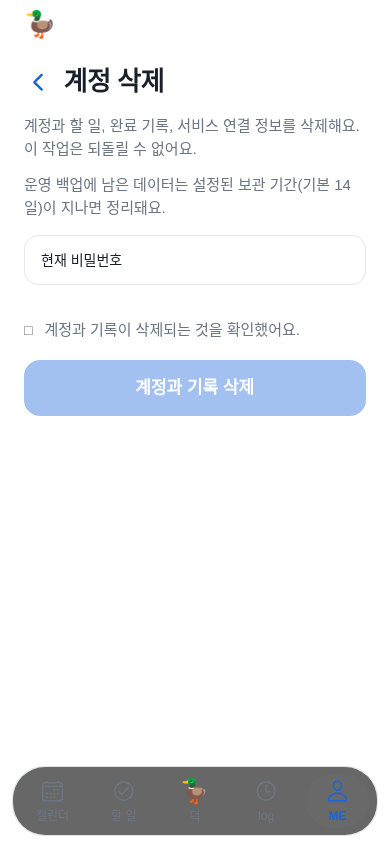 계정 삭제
계정과 할 일, 완료 기록, 서비스 연결 정보를 삭제해요.
이 작업은 되돌릴 수 없어요.
운영 백업에 남은 데이터는 설정된 보관 기간(기본 14
일)이 지나면 정리돼요.
현재 비밀번호
계정과 기록이 삭제되는 것을 확인했어요.
계정과 기록 삭제
캘린더
할 일
log
ME